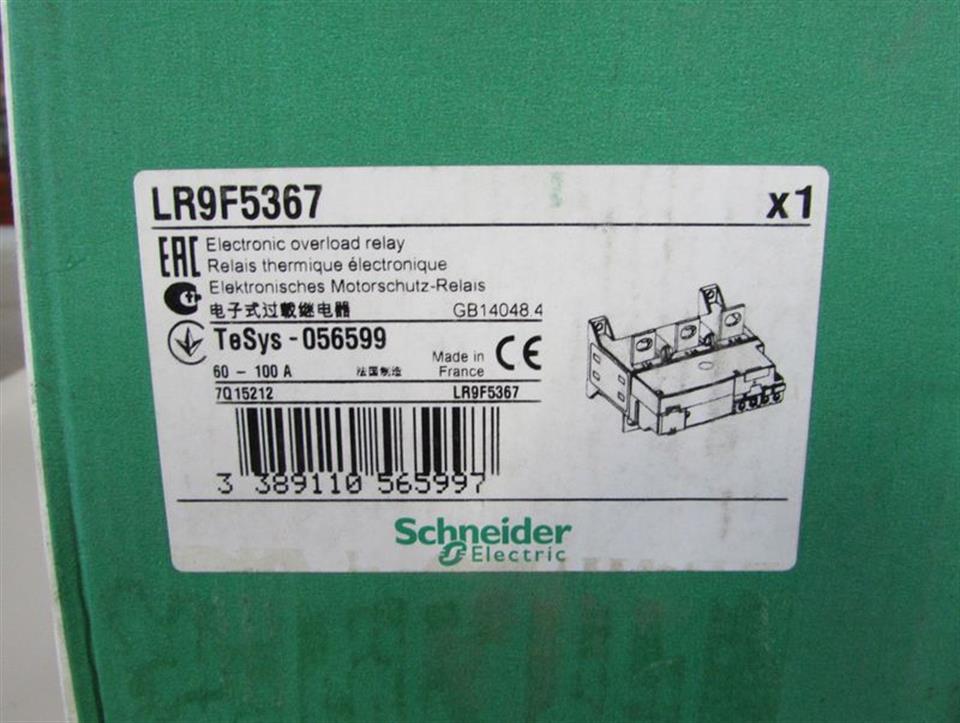 LR9F5367 x1
EAC Electronic overload relay
Relais thermique électronique
Elektronisches Motorschutz-Relais
电子式过载继电器 GB14048.4
TeSys - 056599
Made in
France CE
60 - 100 A 法国制造
7Q15212 LR9F5367
3 389110 565997
Schneider
Electric